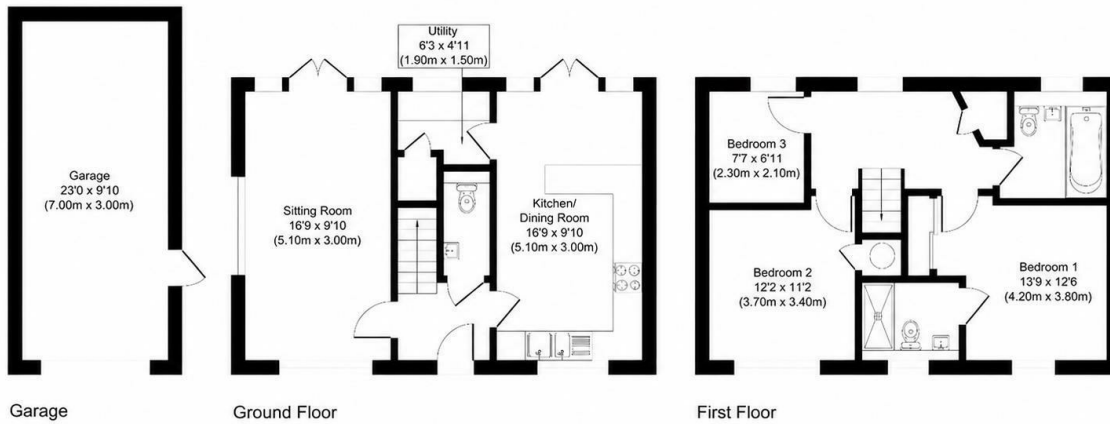 Utility
6'3 x 4'11
(1.90m x 1.50m)
Garage
23'0 x 9'10
(7.00m x 3.00m)
Sitting Room
16'9 x 9'10
(5.10m x 3.00m)
Kitchen/
Dining Room
16'9 x 9'10
(5.10m x 3.00m)
Bedroom 3
7'7 x 6'11
(2.30m x 2.10m)
Bedroom 2
12'2 x 11'2
(3.70m x 3.40m)
Bedroom 1
13'9 x 12'6
(4.20m x 3.80m)
Garage
Ground Floor
First Floor